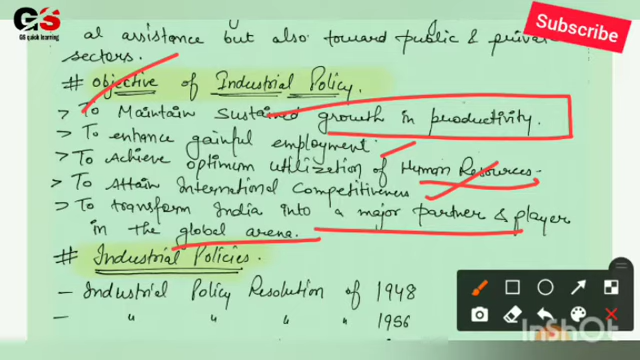 GS
GS quick learning
Subscribe
al assistance but also toward public & privat
sectors.
# Objective of Industrial Policy.
> To Maintain sustained growth in productivity.
> To enhance gainful employment.
> To Achieve optimum utilization of Human Resources.
> To Attain International Competitiveness
> To transform India into a major partner & player
in the global arena.
# Industrial Policies.
- Industrial Policy Resolution of 1948
- " " " " 1956
InShOt